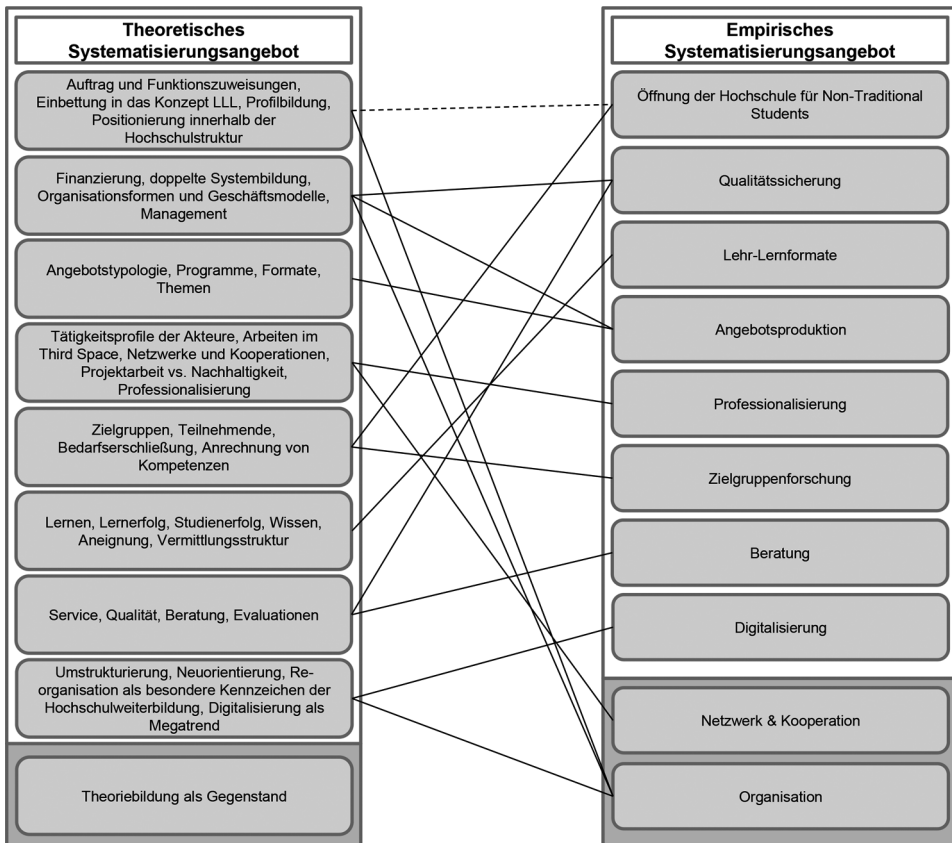 Theoretisches
Systematisierungsangebot
Auftrag und Funktionszuweisungen,
Einbettung in das Konzept LLL, Profilbildung,
Positionierung innerhalb der
Hochschulstruktur
Finanzierung, doppelte Systembildung,
Organisationsformen und Geschäftsmodelle,
Management
Angebotstypologie, Programme, Formate,
Themen
Tätigkeitsprofile der Akteure, Arbeiten im
Third Space, Netzwerke und Kooperationen,
Projektarbeit vs. Nachhaltigkeit,
Professionalisierung
Zielgruppen, Teilnehmende,
Bedarfserschließung, Anrechnung von
Kompetenzen
Lernen, Lernerfolg, Studienerfolg, Wissen,
Aneignung, Vermittlungsstruktur
Service, Qualität, Beratung, Evaluationen
Umstrukturierung, Neuorientierung, Re-
organisation als besondere Kennzeichen der
Hochschulweiterbildung, Digitalisierung als
Megatrend
Theoriebildung als Gegenstand
Empirisches
Systematisierungsangebot
Öffnung der Hochschule für Non-Traditional
Students
Qualitätssicherung
Lehr-Lernformate
Angebotsproduktion
Professionalisierung
Zielgruppenforschung
Beratung
Digitalisierung
Netzwerk & Kooperation
Organisation